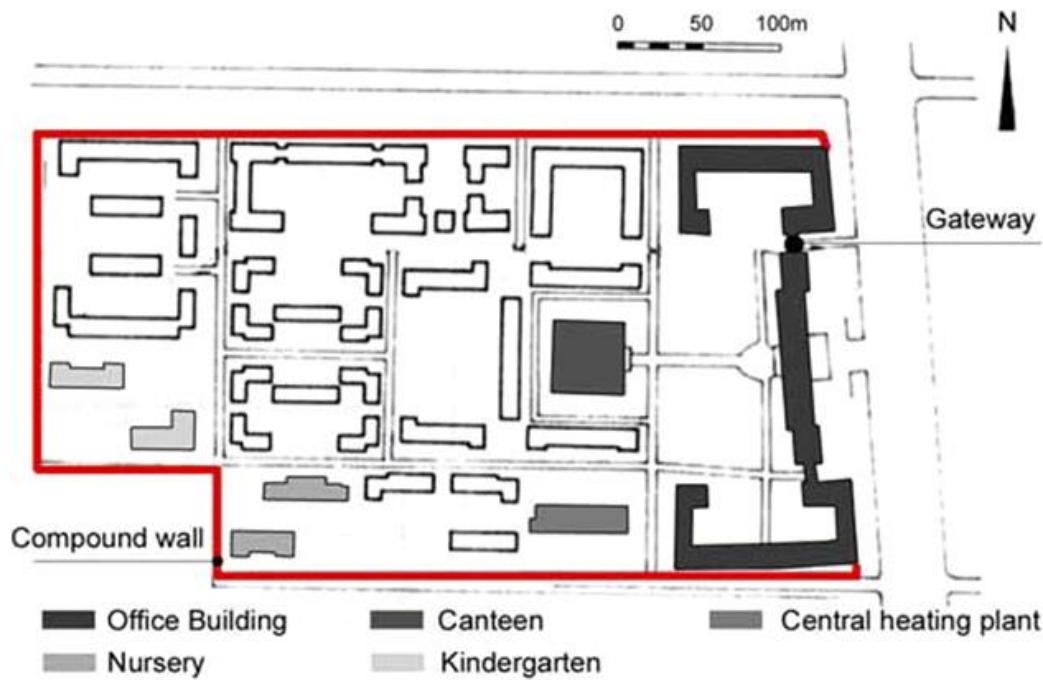 0 50 100m
N
Gateway
Compound wall
Office Building Canteen Central heating plant
Nursery Kindergarten